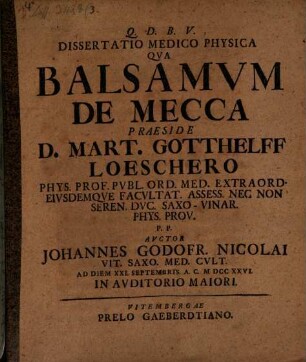 Q. D. B. V.
DISSERTATIO MEDICO PHYSICA
QVA
BALSAMVM
DE MECCA
PRAESIDE
D. MART. GOTTHELFF
LOESCHERO
PHYS. PROF. PVBL. ORD. MED. EXTRAORD-
EIVSDEMQVE FACVLTAT. ASSESS. NEC NON
SEREN. DVC. SAXO-VINAR.
PHYS. PROV.
P. P.
AVCTOR
JOHANNES GODOFR. NICOLAI
VIT. SAXO. MED. CVLT.
AD DIEM XXI. SEPTEMBRIS A. C. M DCC XXVI.
IN AVDITORIO MAIORI.
VITEMBERGAE
PRELO GAEBERDTIANO.